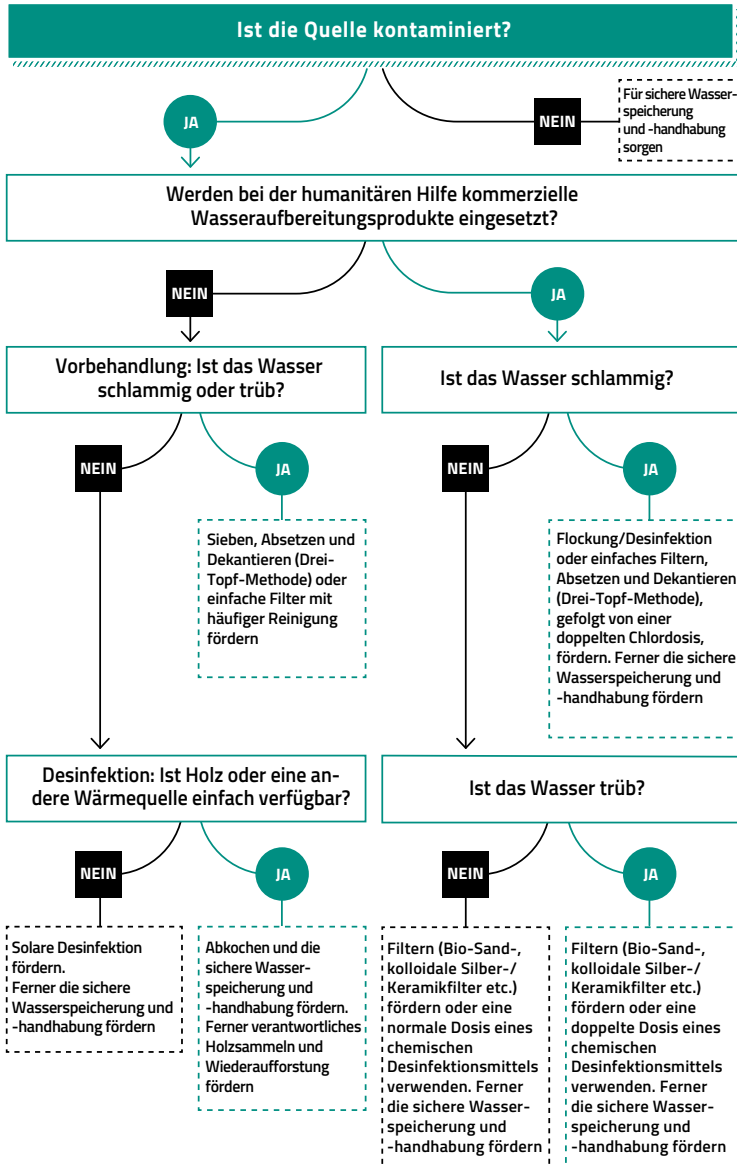 Ist die Quelle kontaminiert?
JA
NEIN
Für sichere Wasser-
speicherung
und -handhabung
sorgen
Werden bei der humanitären Hilfe kommerzielle
Wasseraufbereitungsprodukte eingesetzt?
NEIN
JA
Vorbehandlung: Ist das Wasser
schlammig oder trüb?
Ist das Wasser schlammig?
NEIN
JA
NEIN
JA
Sieben, Absetzen und
Dekantieren (Drei-
Topf-Methode) oder
einfache Filter mit
häufiger Reinigung
fördern
Flockung/Desinfektion
oder einfaches Filtern,
Absetzen und Dekantieren
(Drei-Topf-Methode),
gefolgt von einer
doppelten Chlordosis,
fördern. Ferner die sichere
Wasserspeicherung und
-handhabung fördern
Desinfektion: Ist Holz oder eine an-
dere Wärmequelle einfach verfügbar?
Ist das Wasser trüb?
NEIN
JA
NEIN
JA
Solare Desinfektion
fördern.
Ferner die sichere
Wasserspeicherung und
-handhabung fördern
Abkochen und die
sichere Wasser-
speicherung und
-handhabung fördern.
Ferner verantwortliches
Holzsammeln und
Wiederaufforstung
fördern
Filtern (Bio-Sand-,
kolloidale Silber-/
Keramikfilter etc.)
fördern oder eine
normale Dosis eines
chemischen
Desinfektionsmittels
verwenden. Ferner
die sichere Wasser-
speicherung und
-handhabung fördern
Filtern (Bio-Sand-,
kolloidale Silber-/
Keramikfilter etc.)
fördern oder eine
doppelte Dosis eines
chemischen
Desinfektionsmittels
verwenden. Ferner
die sichere Wasser-
speicherung und
-handhabung fördern